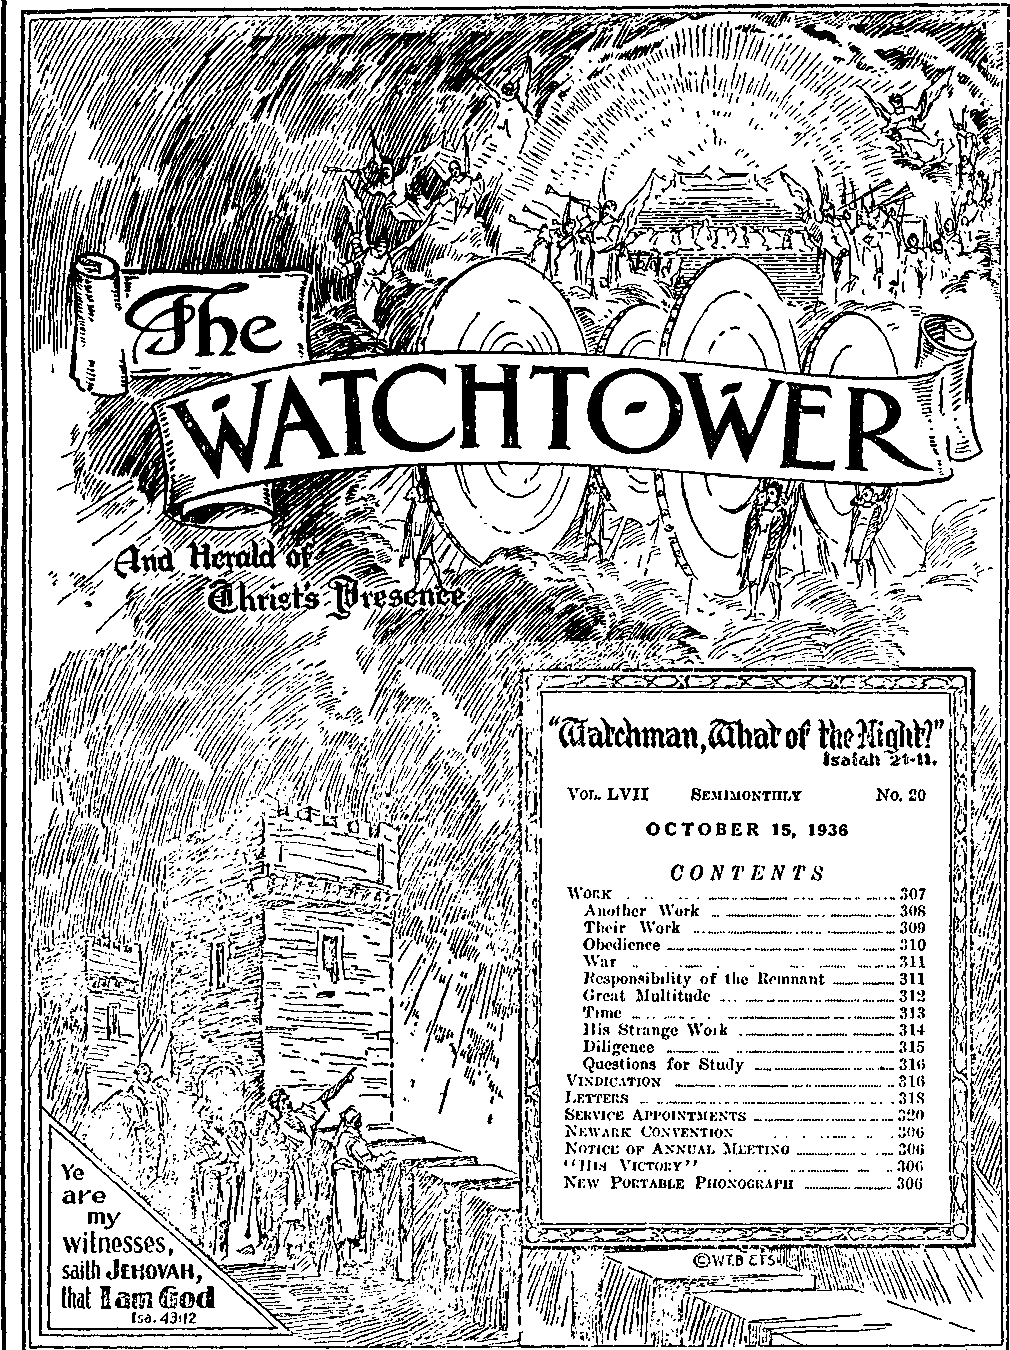 The
WATCHTOWER
And Herald of
Christ's Presence
"Watchman, What of the Night?"
Isaiah 21-11.
VOL. LVII SEMIMONTHLY No. 20
OCTOBER 15, 1936
CONTENTS
WORK 307
Another Work 308
Their Work 309
Obedience 310
War 311
Responsibility of the Remnant 311
Great Multitude 312
Time 313
His Strange Work 314
Diligence 315
Questions for Study 316
VINDICATION 316
LETTERS 318
SERVICE APPOINTMENTS 320
NEWARK CONVENTION 306
NOTICE OF ANNUAL MEETING 306
"HIS VICTORY" 306
NEW PORTABLE PHONOGRAPH 306
Ye
are
my
witnesses,
saith JEHOVAH,
that I am God
Isa. 43:12
©W.T.B.&T.S.